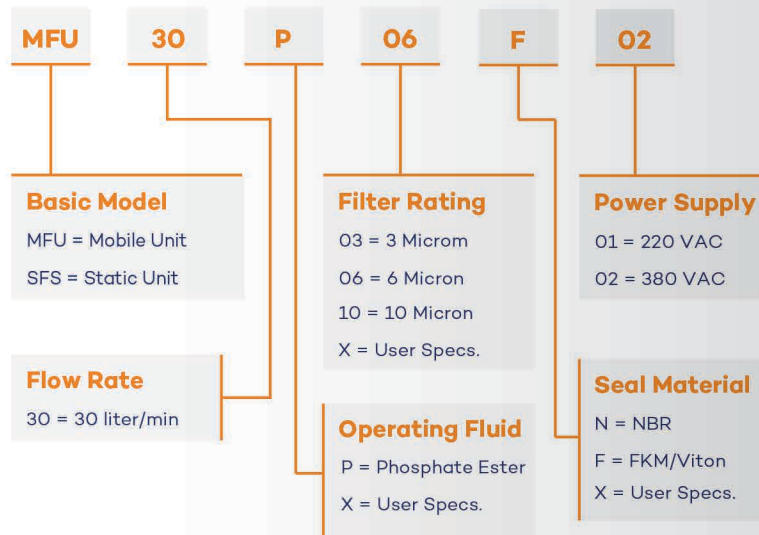 MFU 30 P 06 F 02
Basic Model
MFU = Mobile Unit
SFS = Static Unit
Filter Rating
03 = 3 Microm
06 = 6 Micron
10 = 10 Micron
X = User Specs.
Power Supply
01 = 220 VAC
02 = 380 VAC
Flow Rate
30 = 30 liter/min
Operating Fluid
P = Phosphate Ester
X = User Specs.
Seal Material
N = NBR
F = FKM/Viton
X = User Specs.